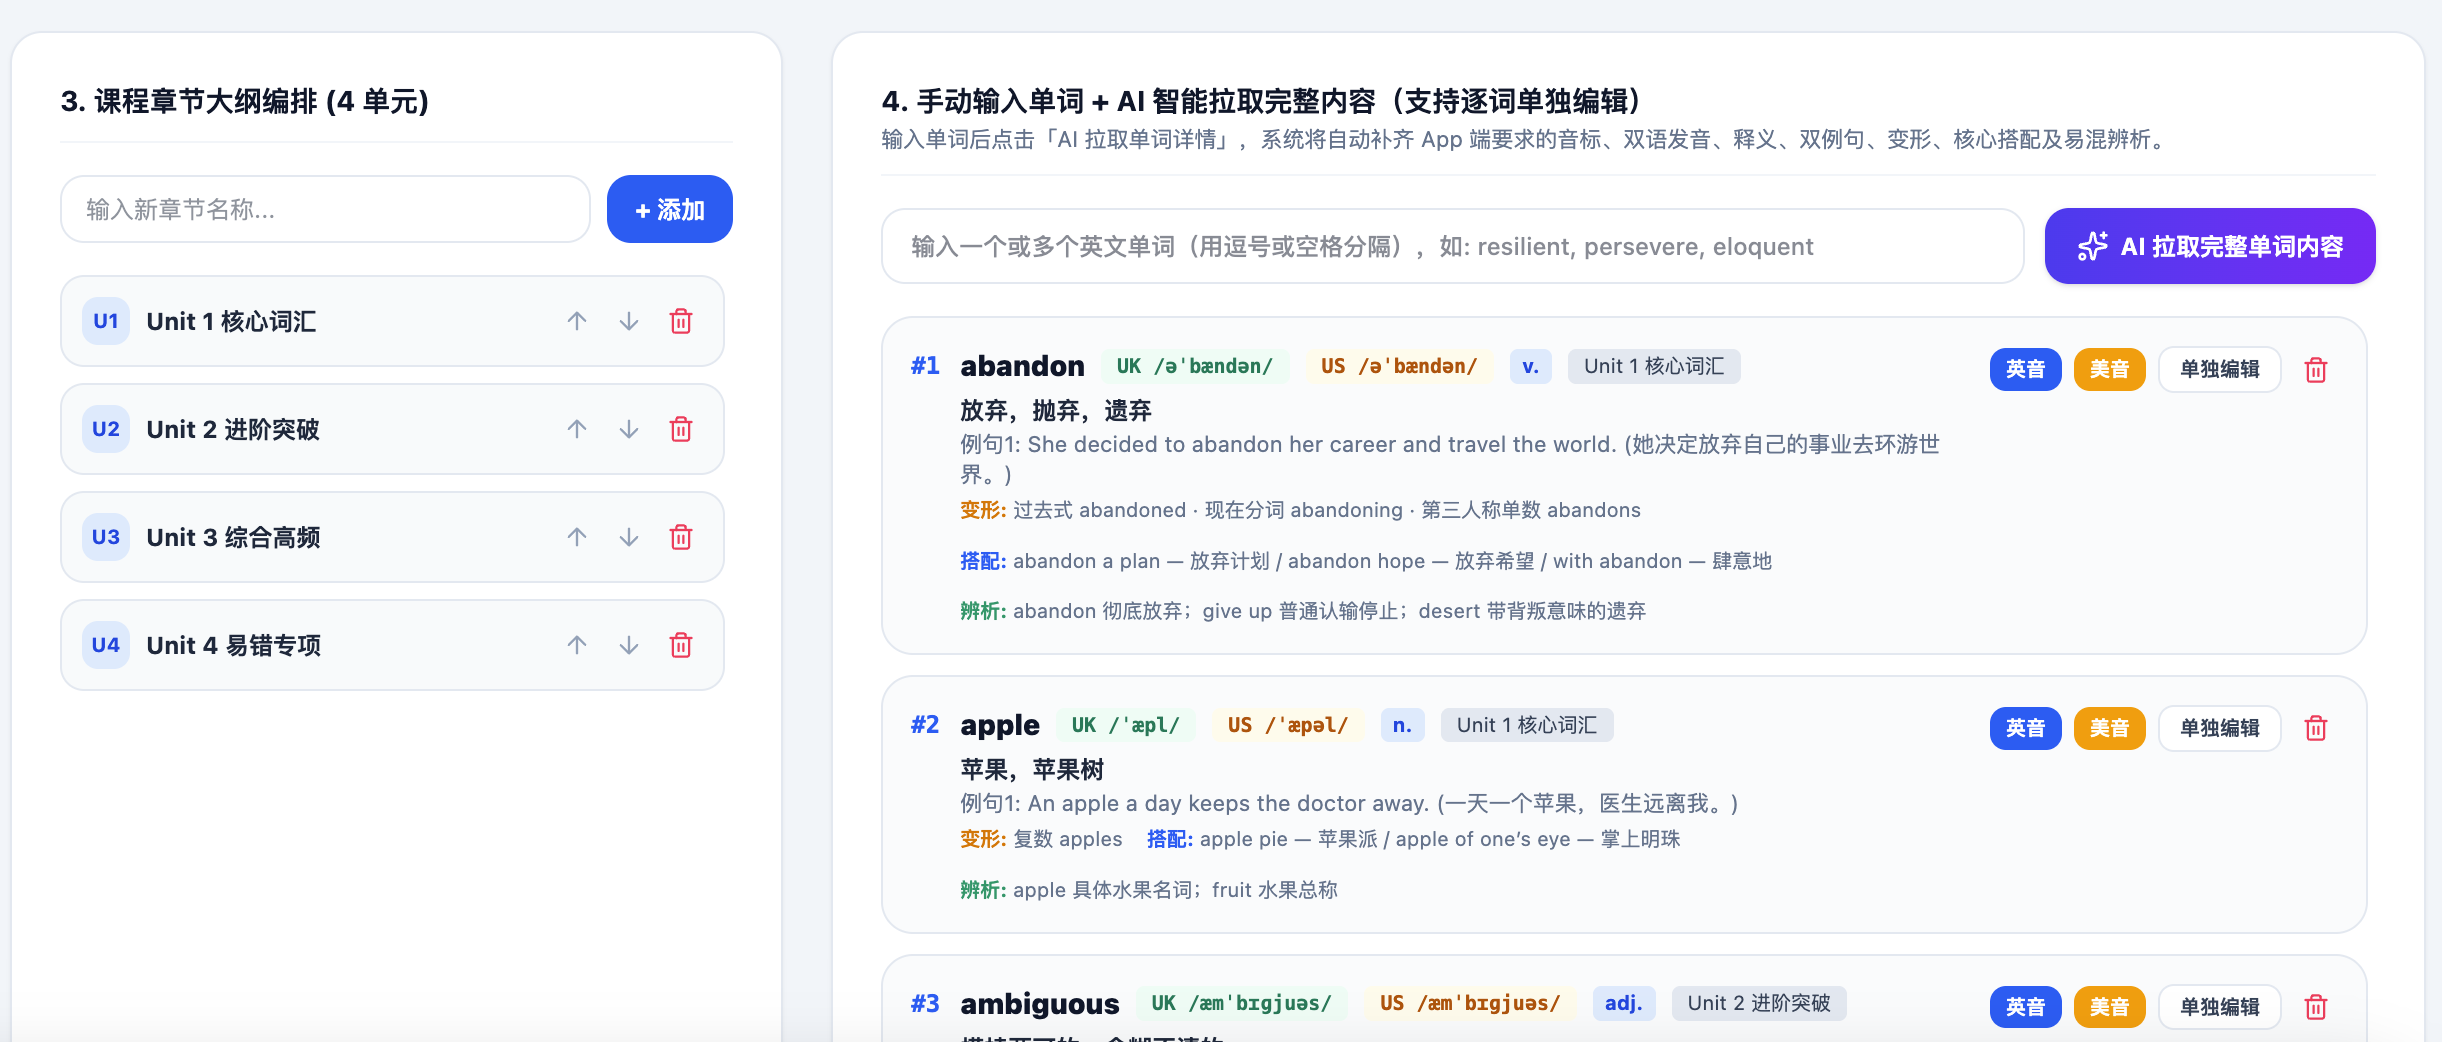 3. 课程章节大纲编排 (4 单元)
输入新章节名称...
+ 添加
U1 Unit 1 核心词汇
U2 Unit 2 进阶突破
U3 Unit 3 综合高频
U4 Unit 4 易错专项
4. 手动输入单词 + AI 智能拉取完整内容（支持逐词单独编辑）
输入单词后点击「AI 拉取单词详情」，系统将自动补齐 App 端要求的音标、双语发音、释义、双例句、变形、核心搭配及易混辨析。
输入一个或多个英文单词（用逗号或空格分隔），如: resilient, persevere, eloquent
AI 拉取完整单词内容
#1 abandon UK /əˈbændən/ US /əˈbændən/ v. Unit 1 核心词汇 英音 美音 单独编辑
放弃，抛弃，遗弃
例句1: She decided to abandon her career and travel the world. (她决定放弃自己的事业去环游世
界。)
变形: 过去式 abandoned · 现在分词 abandoning · 第三人称单数 abandons
搭配: abandon a plan — 放弃计划 / abandon hope — 放弃希望 / with abandon — 肆意地
辨析: abandon 彻底放弃；give up 普通认输停止；desert 带背叛意味的遗弃
#2 apple UK /ˈæpl/ US /ˈæpəl/ n. Unit 1 核心词汇 英音 美音 单独编辑
苹果，苹果树
例句1: An apple a day keeps the doctor away. (一天一个苹果，医生远离我。)
变形: 复数 apples 搭配: apple pie — 苹果派 / apple of one’s eye — 掌上明珠
辨析: apple 具体水果名词；fruit 水果总称
#3 ambiguous UK /æmˈbɪɡjuəs/ US /æmˈbɪɡjuəs/ adj. Unit 2 进阶突破 英音 美音 单独编辑